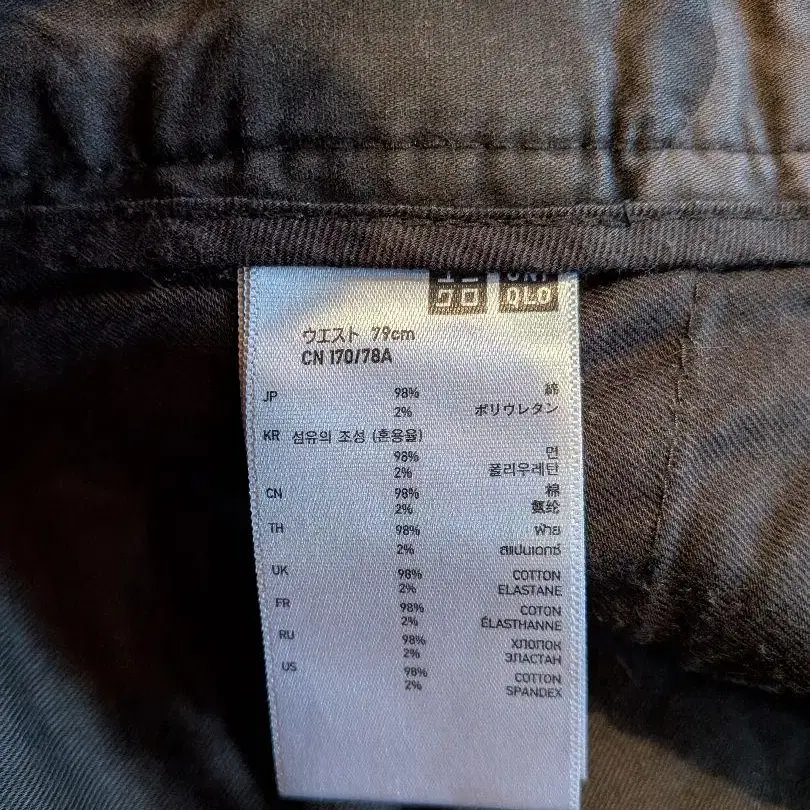 ユニ UNI
クロ QLO
ウエスト 79cm
CN 170/78A
JP 98% 綿
2% ポリウレタン
KR 섬유의 조성 (혼용율)
98% 면
2% 폴리우레탄
CN 98% 棉
2% 氨纶
TH 98% ฝ้าย
2% สแปนเดกซ์
UK 98% COTTON
2% ELASTANE
FR 98% COTON
2% ÉLASTHANNE
RU 98% ХЛОПОК
2% ЭЛАСТАН
US 98% COTTON
2% SPANDEX